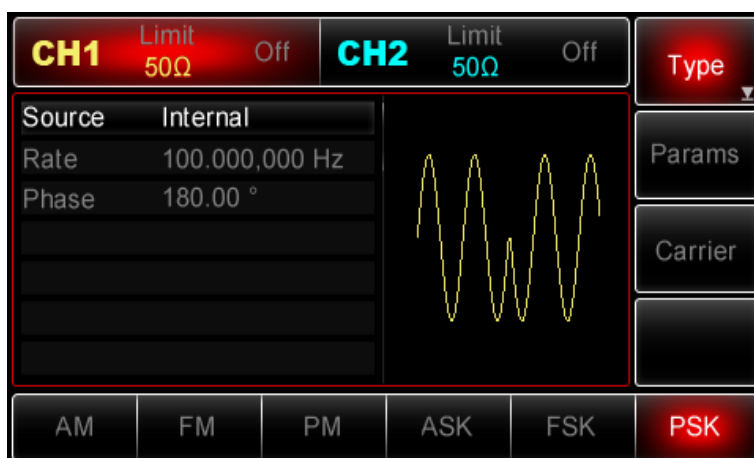 CH1 Limit 50Ω Off CH2 Limit 50Ω Off Type
Source Internal
Rate 100.000,000 Hz
Phase 180.00 °
Params
Carrier
AM FM PM ASK FSK PSK